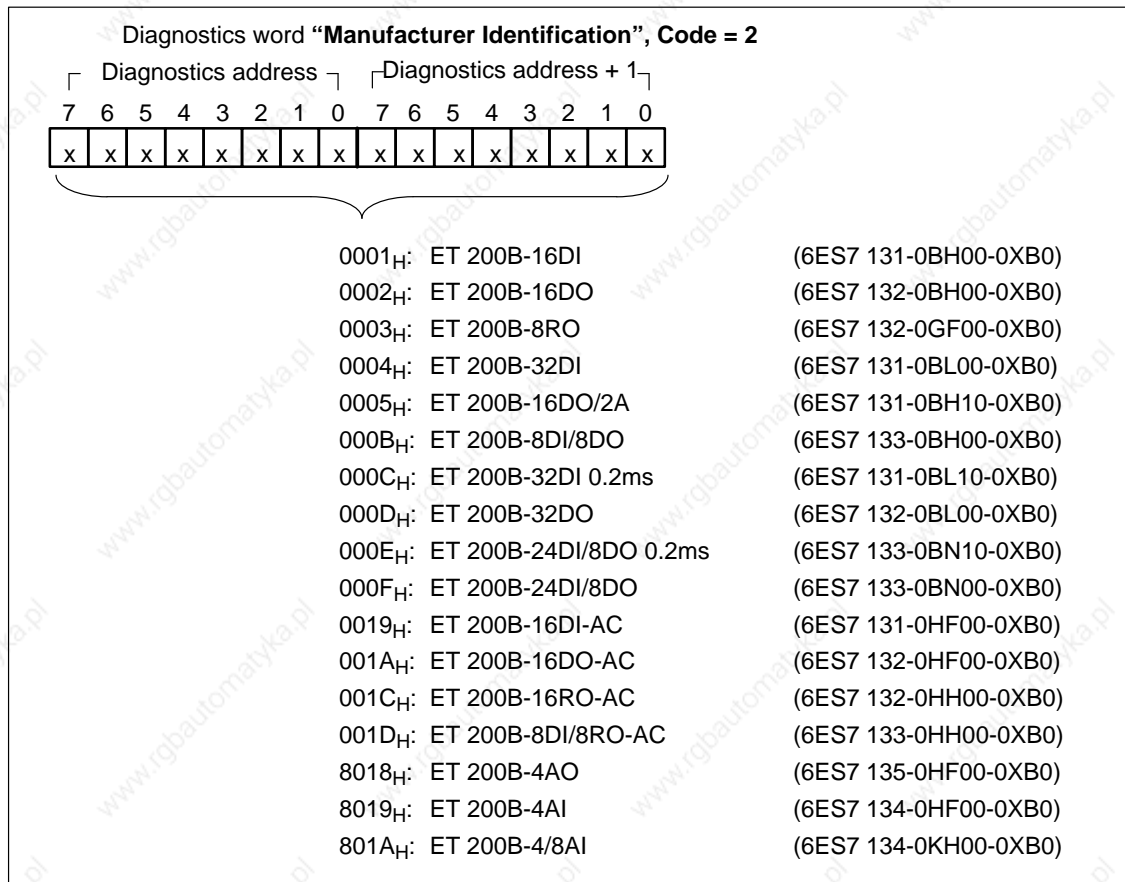 Diagnostics word “Manufacturer Identification”, Code = 2
Diagnostics address Diagnostics address + 1
7 6 5 4 3 2 1 0 7 6 5 4 3 2 1 0
x x x x x x x x x x x x x x x x
0001H: ET 200B-16DI (6ES7 131-0BH00-0XB0)
0002H: ET 200B-16DO (6ES7 132-0BH00-0XB0)
0003H: ET 200B-8RO (6ES7 132-0GF00-0XB0)
0004H: ET 200B-32DI (6ES7 131-0BL00-0XB0)
0005H: ET 200B-16DO/2A (6ES7 131-0BH10-0XB0)
000BH: ET 200B-8DI/8DO (6ES7 133-0BH00-0XB0)
000CH: ET 200B-32DI 0.2ms (6ES7 131-0BL10-0XB0)
000DH: ET 200B-32DO (6ES7 132-0BL00-0XB0)
000EH: ET 200B-24DI/8DO 0.2ms (6ES7 133-0BN10-0XB0)
000FH: ET 200B-24DI/8DO (6ES7 133-0BN00-0XB0)
0019H: ET 200B-16DI-AC (6ES7 131-0HF00-0XB0)
001AH: ET 200B-16DO-AC (6ES7 132-0HF00-0XB0)
001CH: ET 200B-16RO-AC (6ES7 132-0HH00-0XB0)
001DH: ET 200B-8DI/8RO-AC (6ES7 133-0HH00-0XB0)
8018H: ET 200B-4AO (6ES7 135-0HF00-0XB0)
8019H: ET 200B-4AI (6ES7 134-0HF00-0XB0)
801AH: ET 200B-4/8AI (6ES7 134-0KH00-0XB0)
www.rgbautomatyka.pl